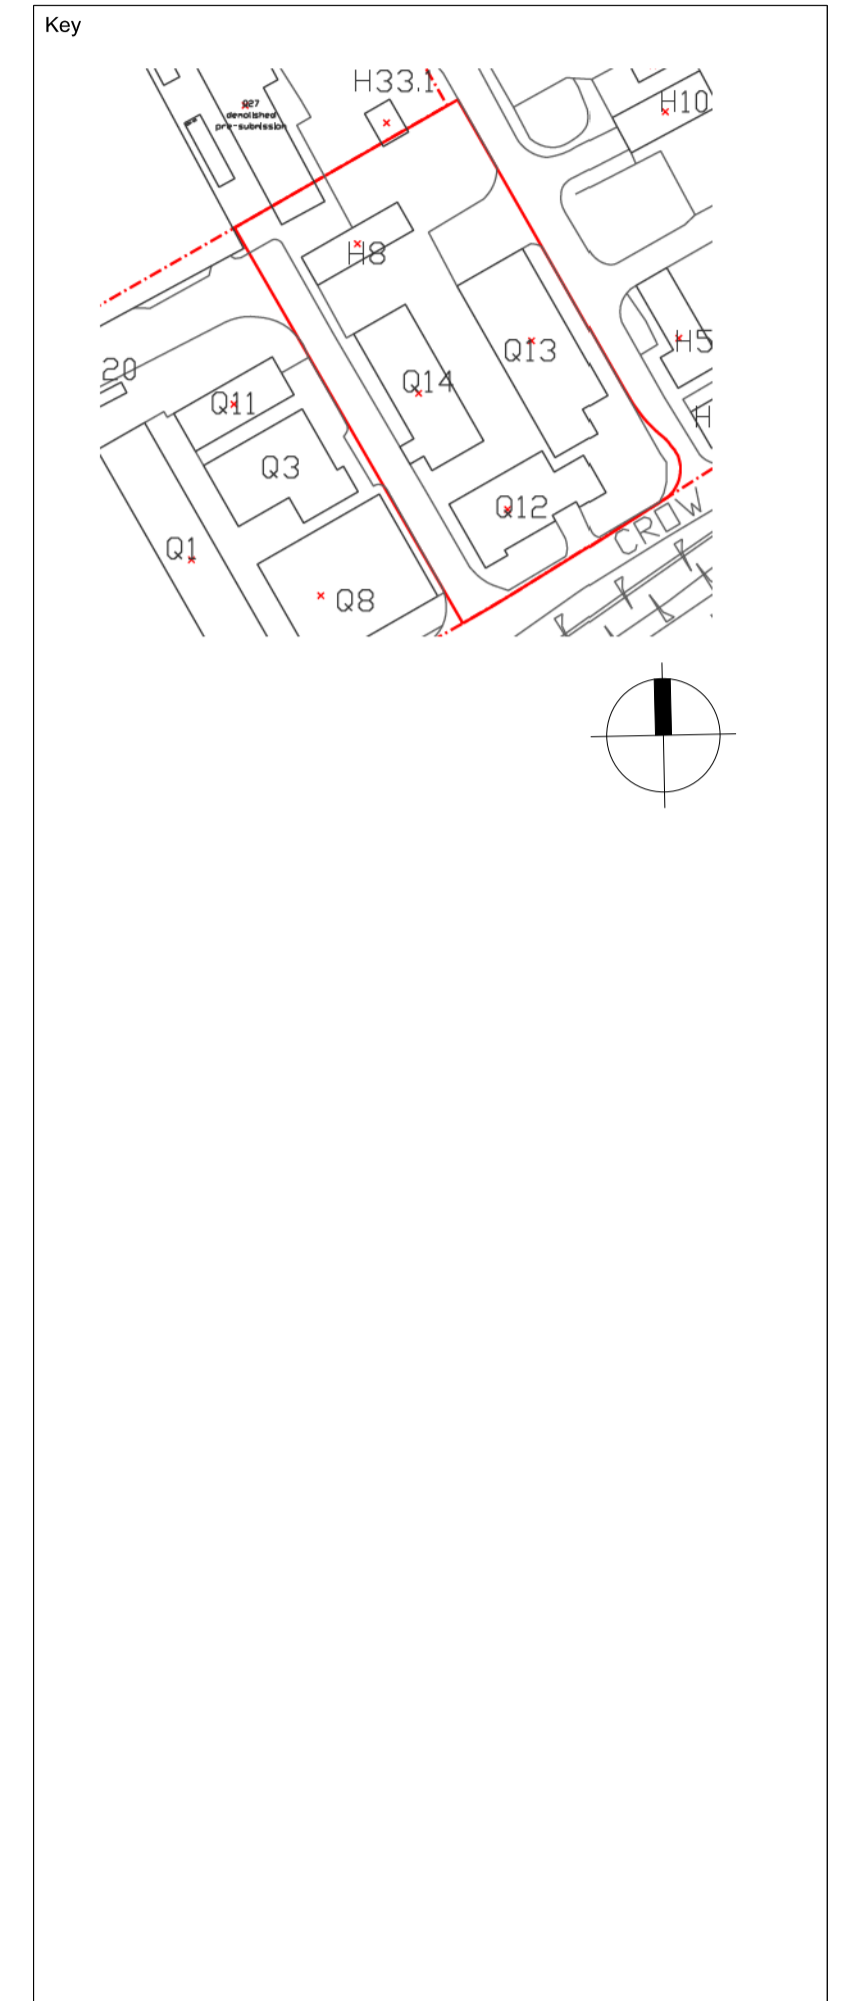 Key
H33.1
Q27
demolished
pre-submission
H10
H8
Q13
H5
20
Q14
Q11
H
Q3
Q12
CROW
Q1
Q8